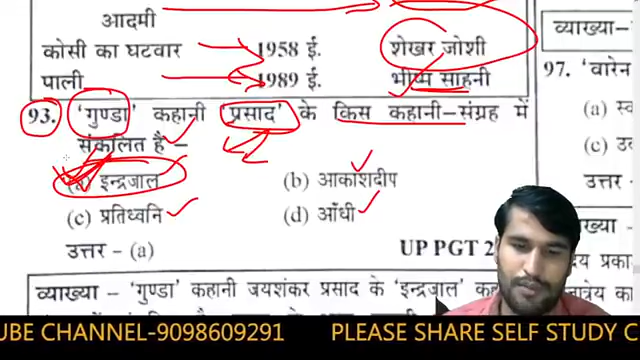 आदमी
कोसी का घटवार 1958 ई. शेखर जोशी
पाली 1989 ई. भीष्म साहनी
93. 'गुण्डा' कहानी 'प्रसाद' के किस कहानी-संग्रह में
संकलित है –
(a) इन्द्रजाल (b) आकाशदीप
(c) प्रतिध्वनि (d) आँधी
उत्तर – (a)
UP PGT 2
व्याख्या – 'गुण्डा' कहानी जयशंकर प्रसाद के 'इन्द्रजाल' कहा
व्याख्या
97. 'बारेन
(a) स्व
(c) उ
उत्तर –
UBE CHANNEL-9098609291 PLEASE SHARE SELF STUDY C